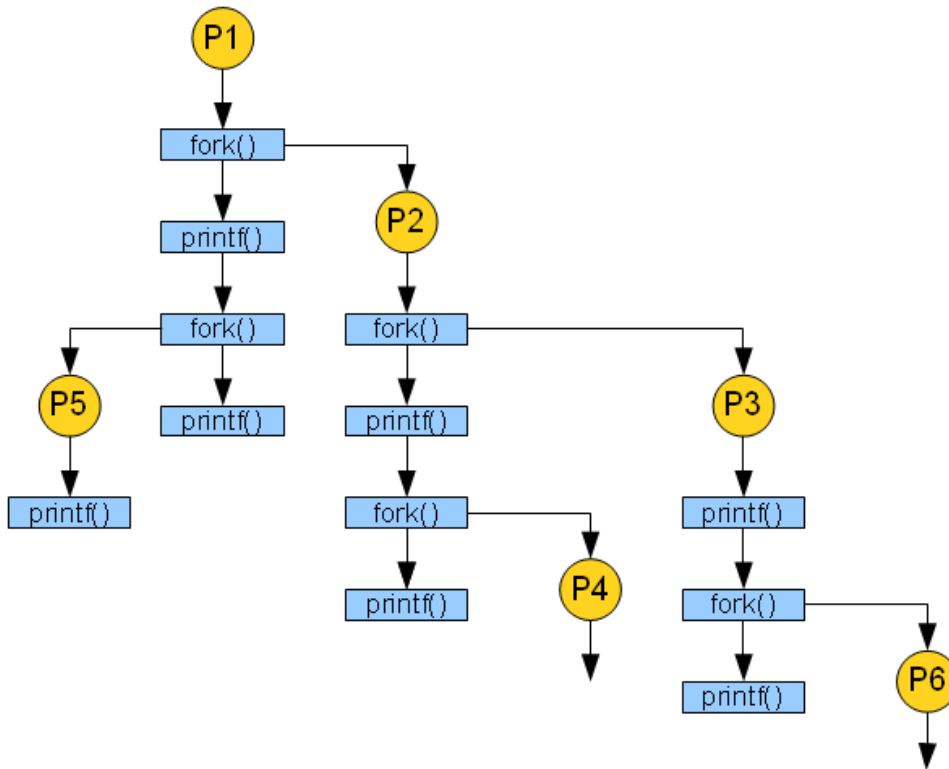 P1
fork()
printf()
P2
fork()
fork()
P5
printf()
printf()
P3
printf()
fork()
printf()
printf()
P4
fork()
printf()
P6